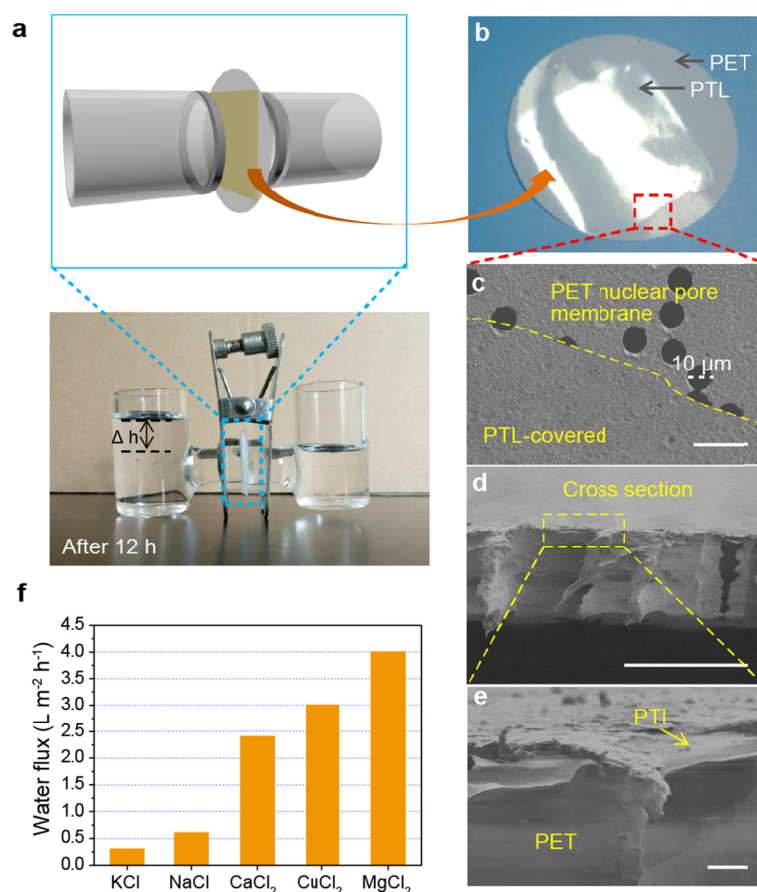 a
b
PET
PTL
c
PET nuclear pore
membrane
10 µm
PTL-covered
Δ h
After 12 h
d
Cross section
e
PTL
PET
f
Water flux (L m⁻² h⁻¹)
4.5
4.0
3.5
3.0
2.5
2.0
1.5
1.0
0.5
0.0
KCl NaCl CaCl₂ CuCl₂ MgCl₂